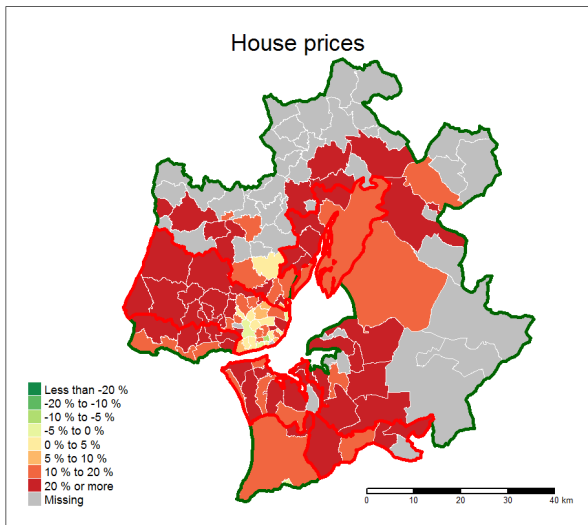 House prices
Less than -20 %
-20 % to -10 %
-10 % to -5 %
-5 % to 0 %
0 % to 5 %
5 % to 10 %
10 % to 20 %
20 % or more
Missing
0 10 20 30 40 km